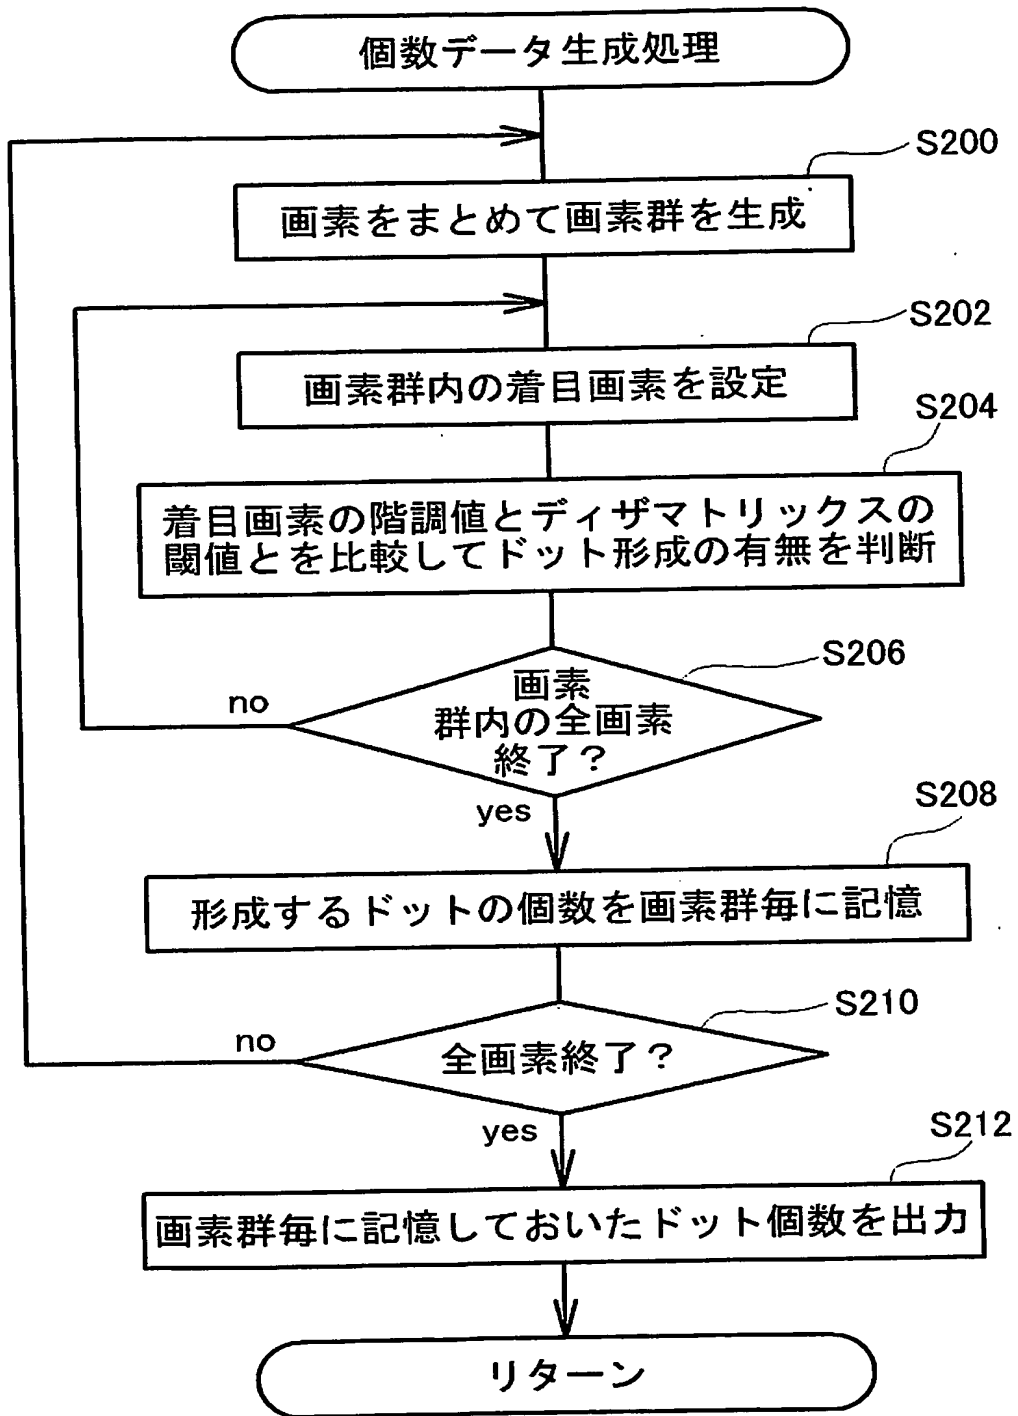 個数データ生成処理
S200
画素をまとめて画素群を生成
S202
画素群内の着目画素を設定
S204
着目画素の階調値とディザマトリックスの
閾値とを比較してドット形成の有無を判断
S206
画素
群内の全画素
終了？
no
yes
S208
形成するドットの個数を画素群毎に記憶
S210
全画素終了？
no
yes
S212
画素群毎に記憶しておいたドット個数を出力
リターン